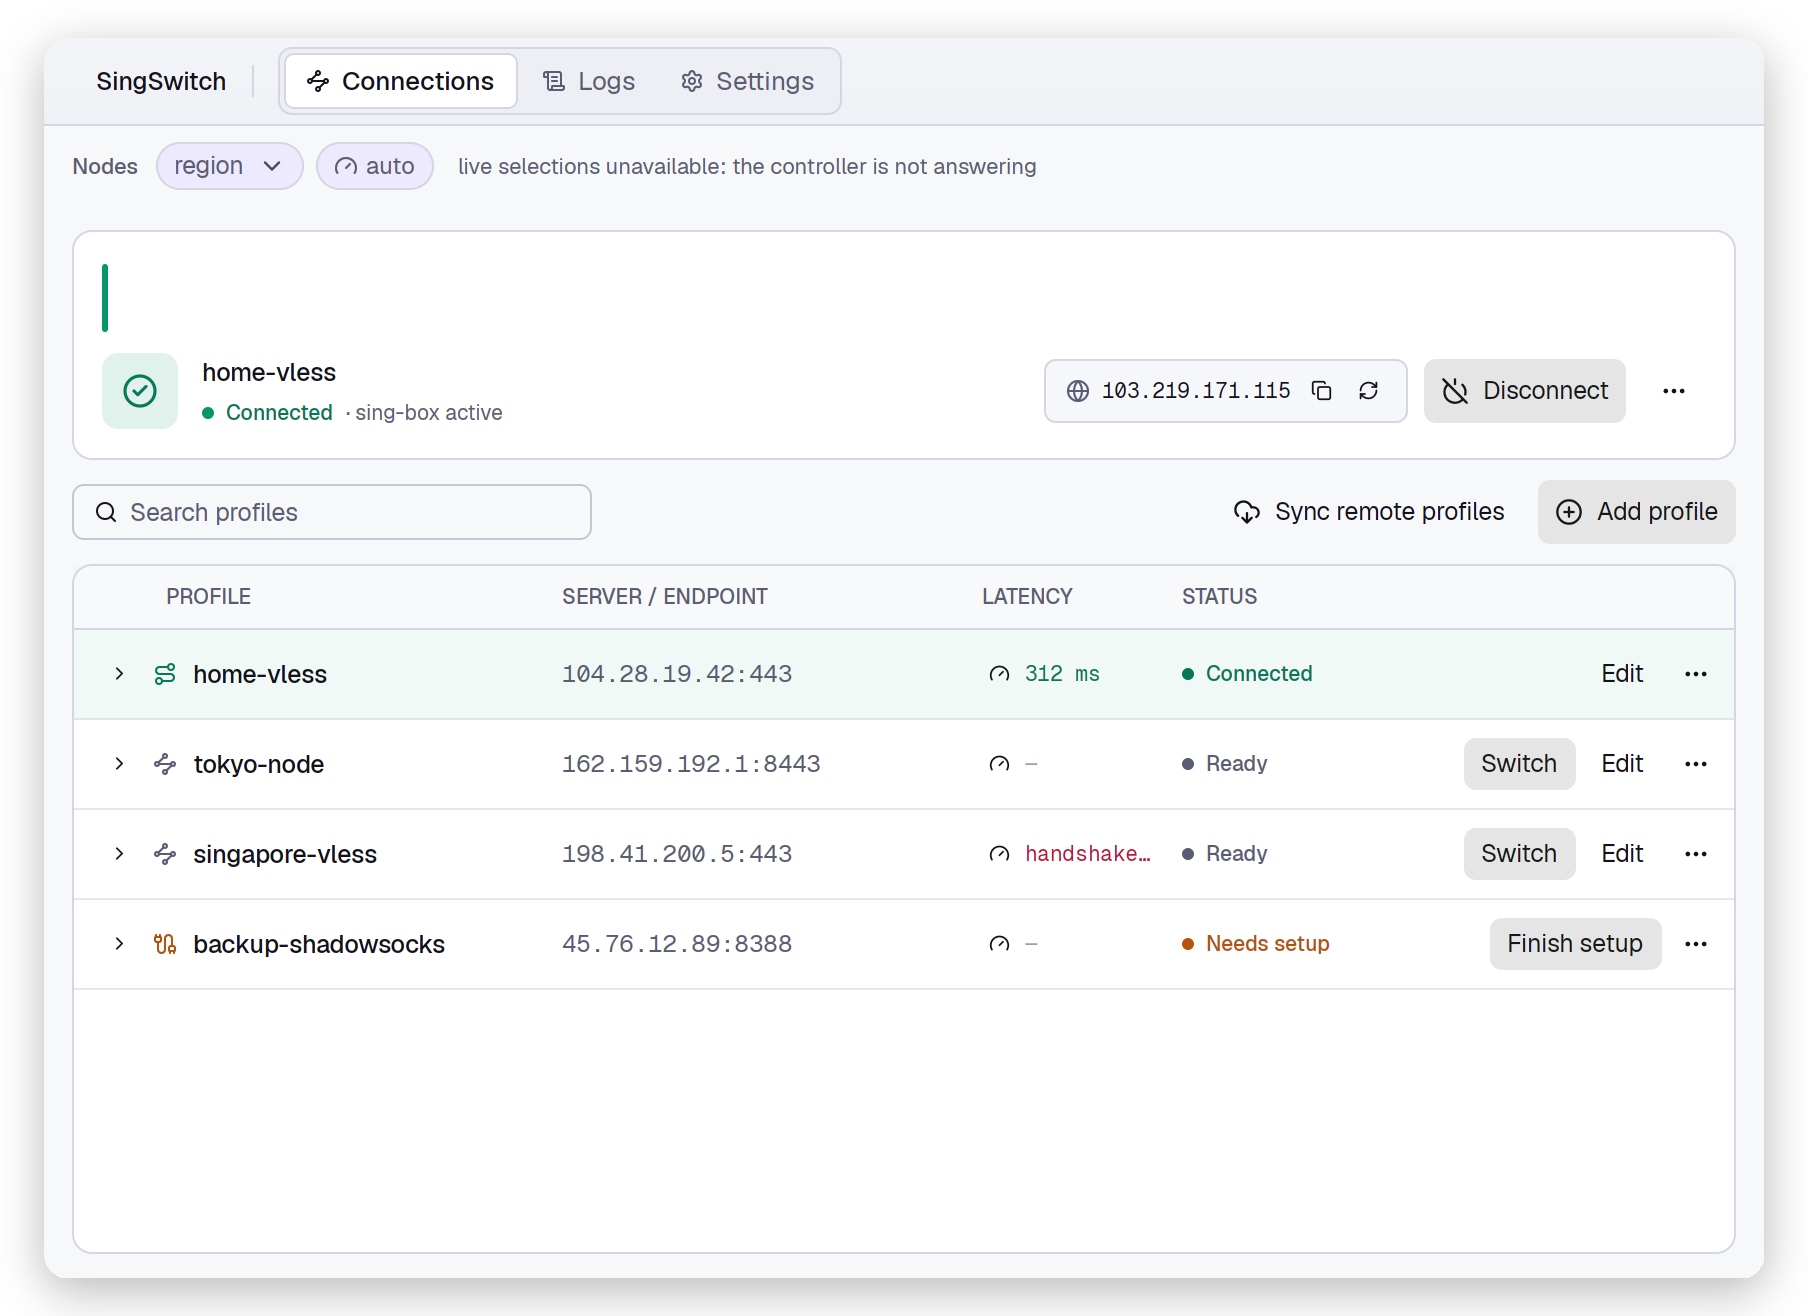 SingSwitch
Connections
Logs
Settings
Nodes
region
auto
live selections unavailable: the controller is not answering
home-vless
Connected · sing-box active
103.219.171.115
Disconnect
Search profiles
Sync remote profiles
Add profile
PROFILE SERVER / ENDPOINT LATENCY STATUS
home-vless 104.28.19.42:443 312 ms Connected Edit
tokyo-node 162.159.192.1:8443 – Ready Switch Edit
singapore-vless 198.41.200.5:443 handshake… Ready Switch Edit
backup-shadowsocks 45.76.12.89:8388 – Needs setup Finish setup